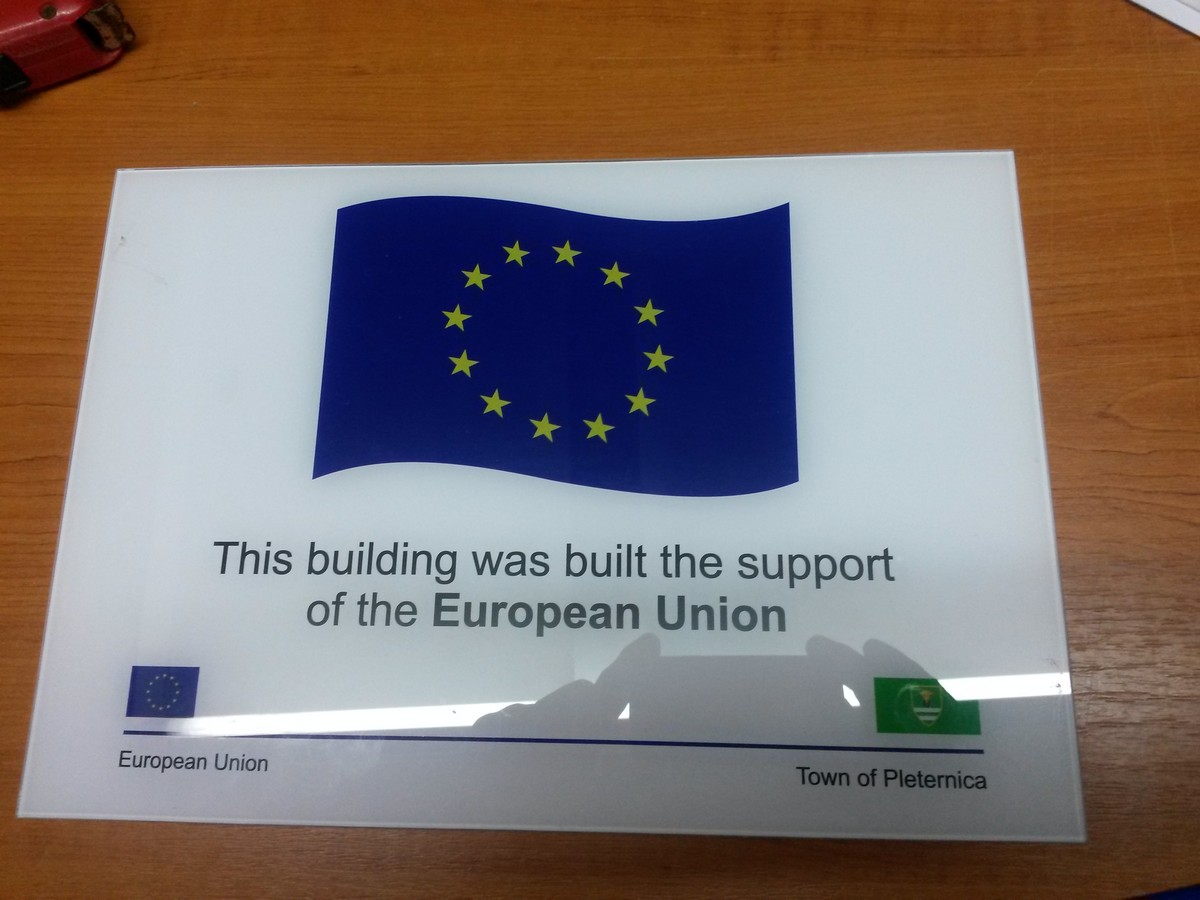 This building was built the support
of the European Union
European Union
Town of Pleternica